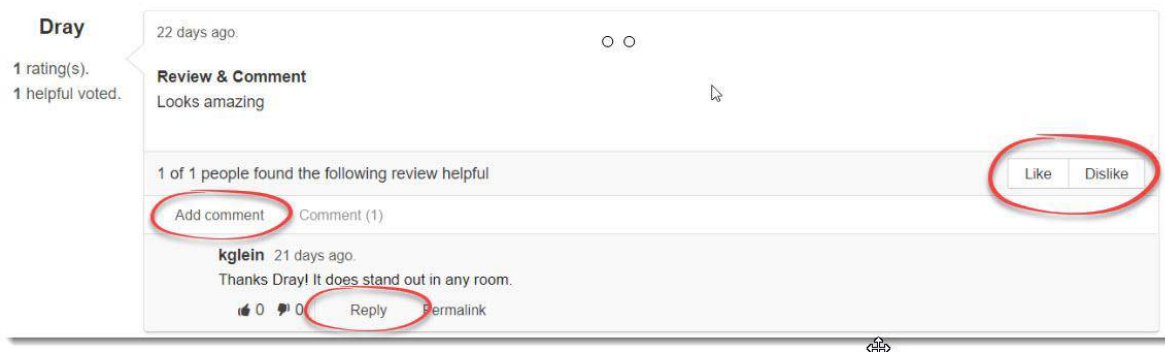 Dray
1 rating(s).
1 helpful voted.
22 days ago.
Review & Comment
Looks amazing
1 of 1 people found the following review helpful
Like Dislike
Add comment Comment (1)
kglein 21 days ago.
Thanks Dray! It does stand out in any room.
0 0 Reply Permalink